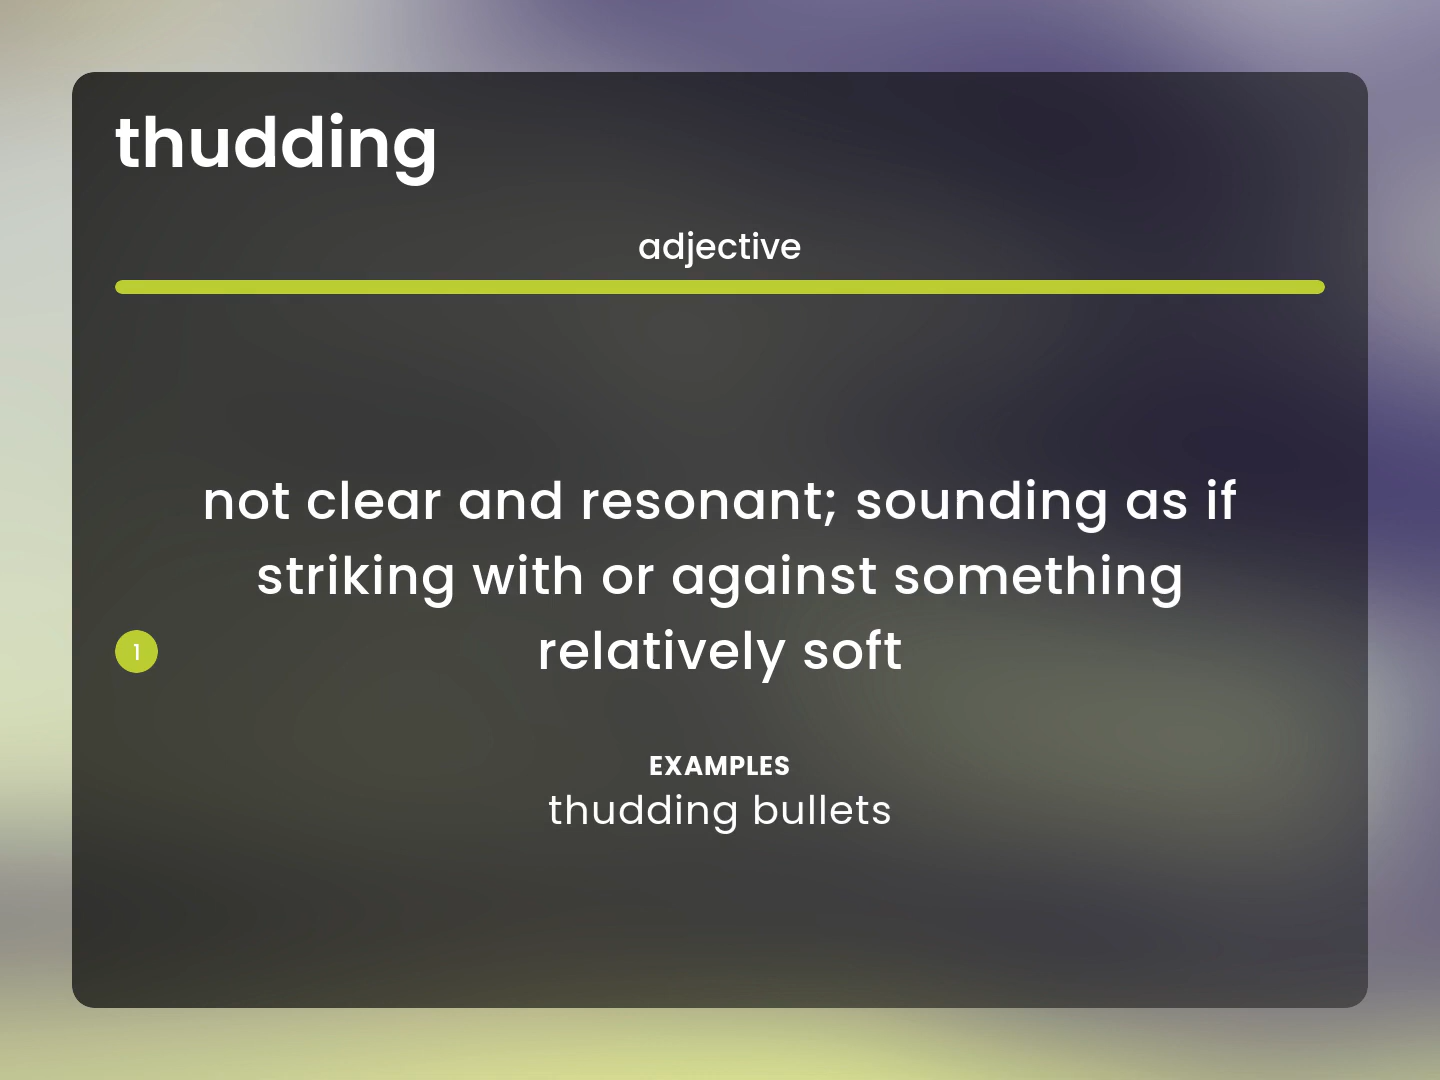 thudding
adjective
not clear and resonant; sounding as if
striking with or against something
1
relatively soft
EXAMPLES
thudding bullets